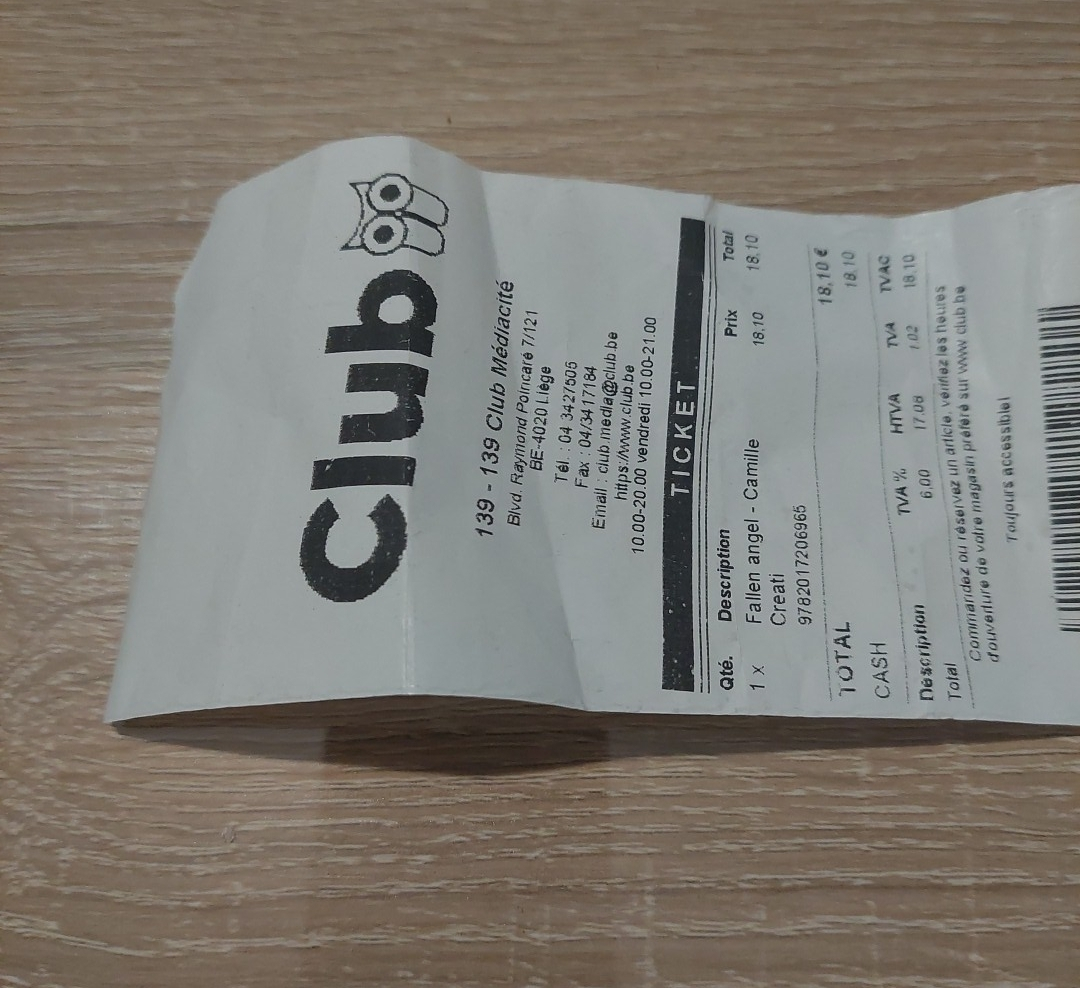 Club
139 - 139 Club Médiacité
Blvd. Raymond Poincaré 7/121
BE-4020 Liège
Tél. : 04 3427505
Fax : 04/3417184
Email : club.media@club.be
https://www.club.be
10.00-20.00 vendredi 10.00-21.00
TICKET
Qté. Description Prix Total
1 x Fallen angel - Camille 18.10 18.10
Creati
9782017206965
TOTAL 18,10 €
CASH 18.10
Description TVA % HTVA TVA TVAC
Total 6.00 17.08 1.02 18.10
Commandez ou réservez un article, vérifiez les heures
d'ouverture de votre magasin préféré sur www.club.be
Toujours accessible!